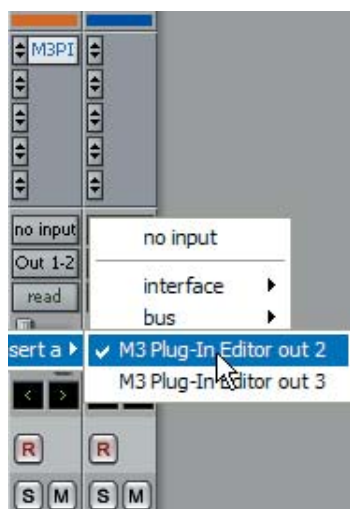 M3PI
no input
no input
Out 1-2
read
interface
bus
sert a
M3 Plug-In Editor out 2
M3 Plug-In Editor out 3
< >
R R
S M S M